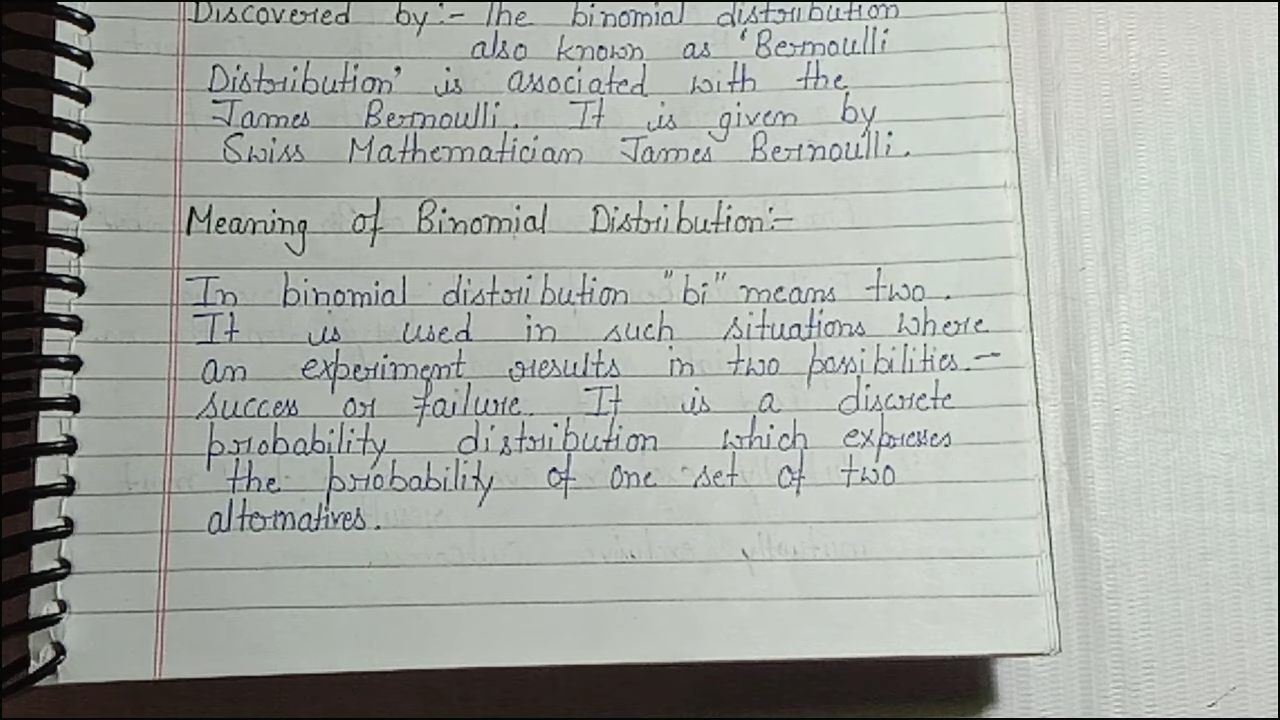 Discovered by:- The binomial distribution
also known as 'Bernoulli
Distribution' is associated with the
James Bernoulli. It is given by
Swiss Mathematician James Bernoulli.
Meaning of Binomial Distribution:-
In binomial distribution "bi" means two.
It is used in such situations where
an experiment results in two possibilities.-
success or failure. It is a discrete
probability distribution which expresses
the probability of one set of two
alternatives.